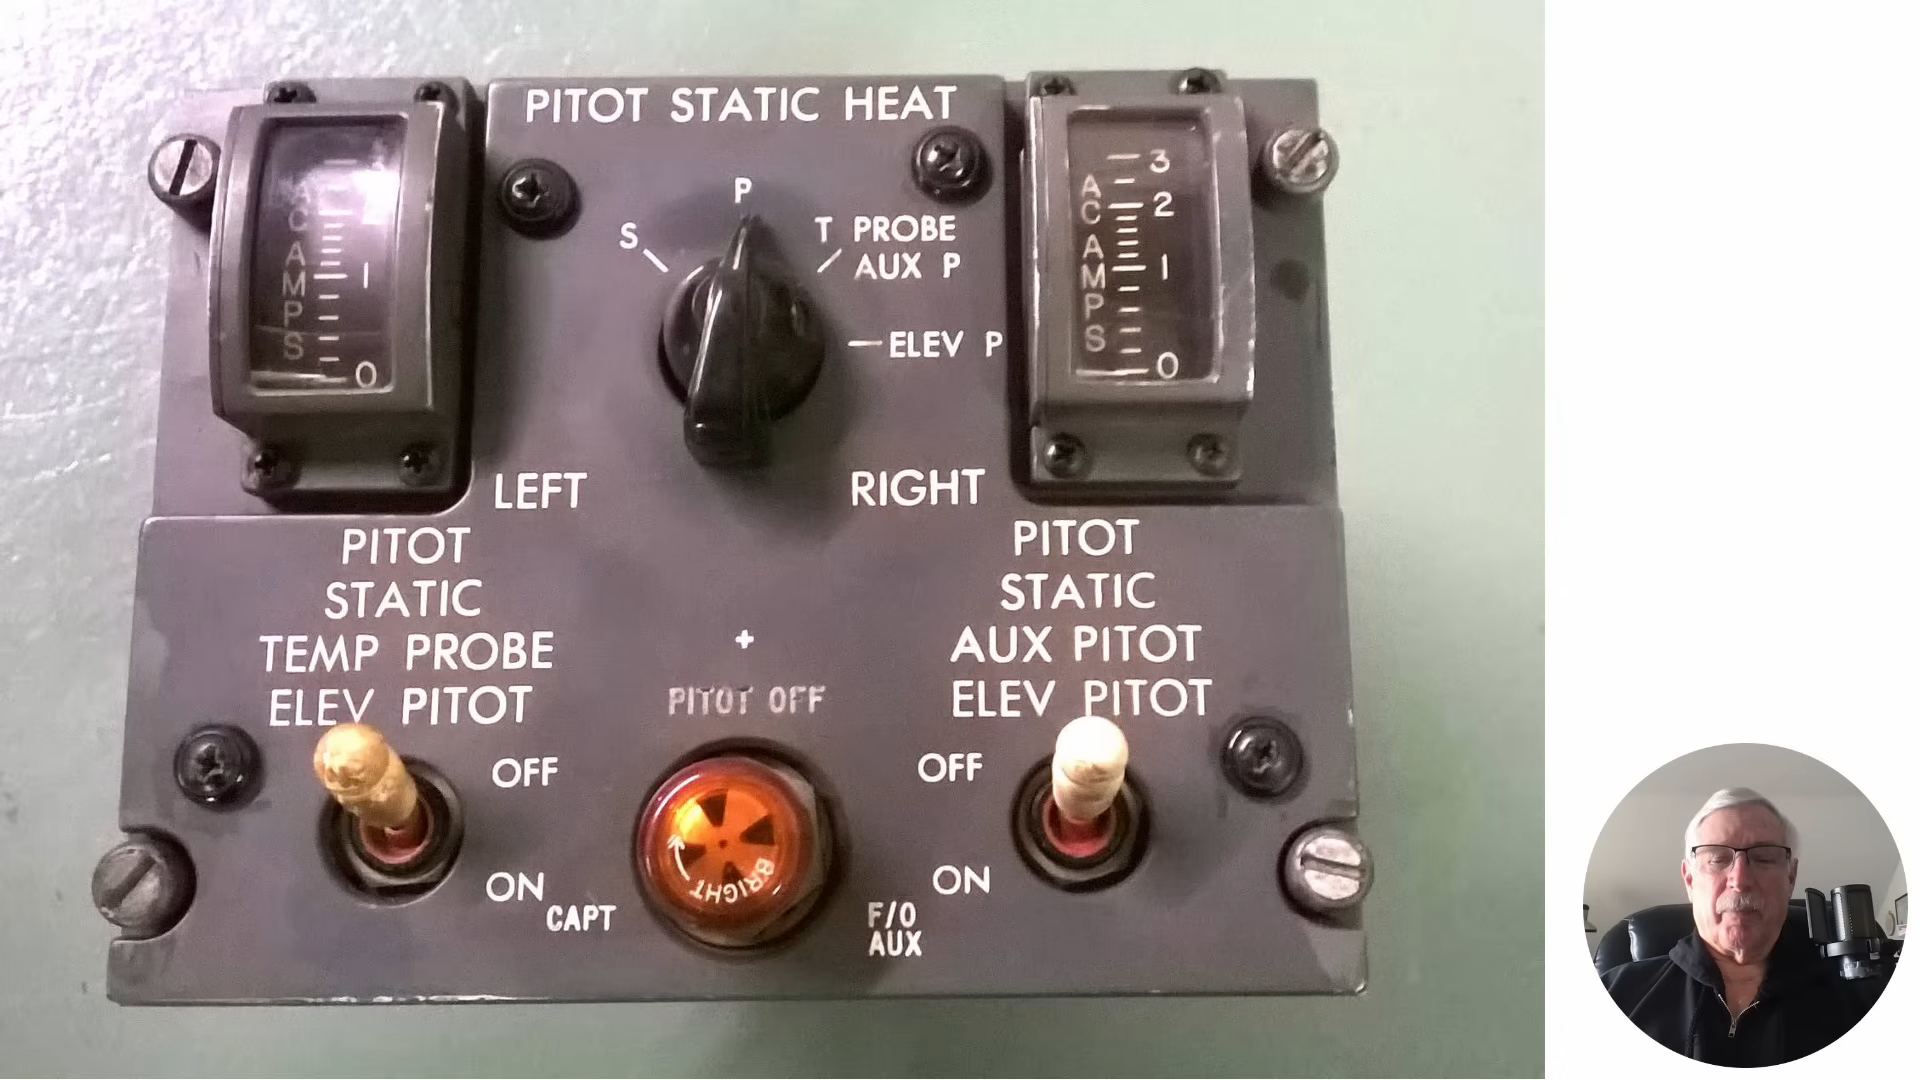 PITOT STATIC HEAT
AC AMPS
1
0
S
P
T PROBE
AUX P
ELEV P
AC AMPS
3
2
1
0
LEFT
RIGHT
PITOT
STATIC
TEMP PROBE
ELEV PITOT
OFF
ON
CAPT
+
PITOT OFF
BRIGHT
F/O
AUX
PITOT
STATIC
AUX PITOT
ELEV PITOT
OFF
ON